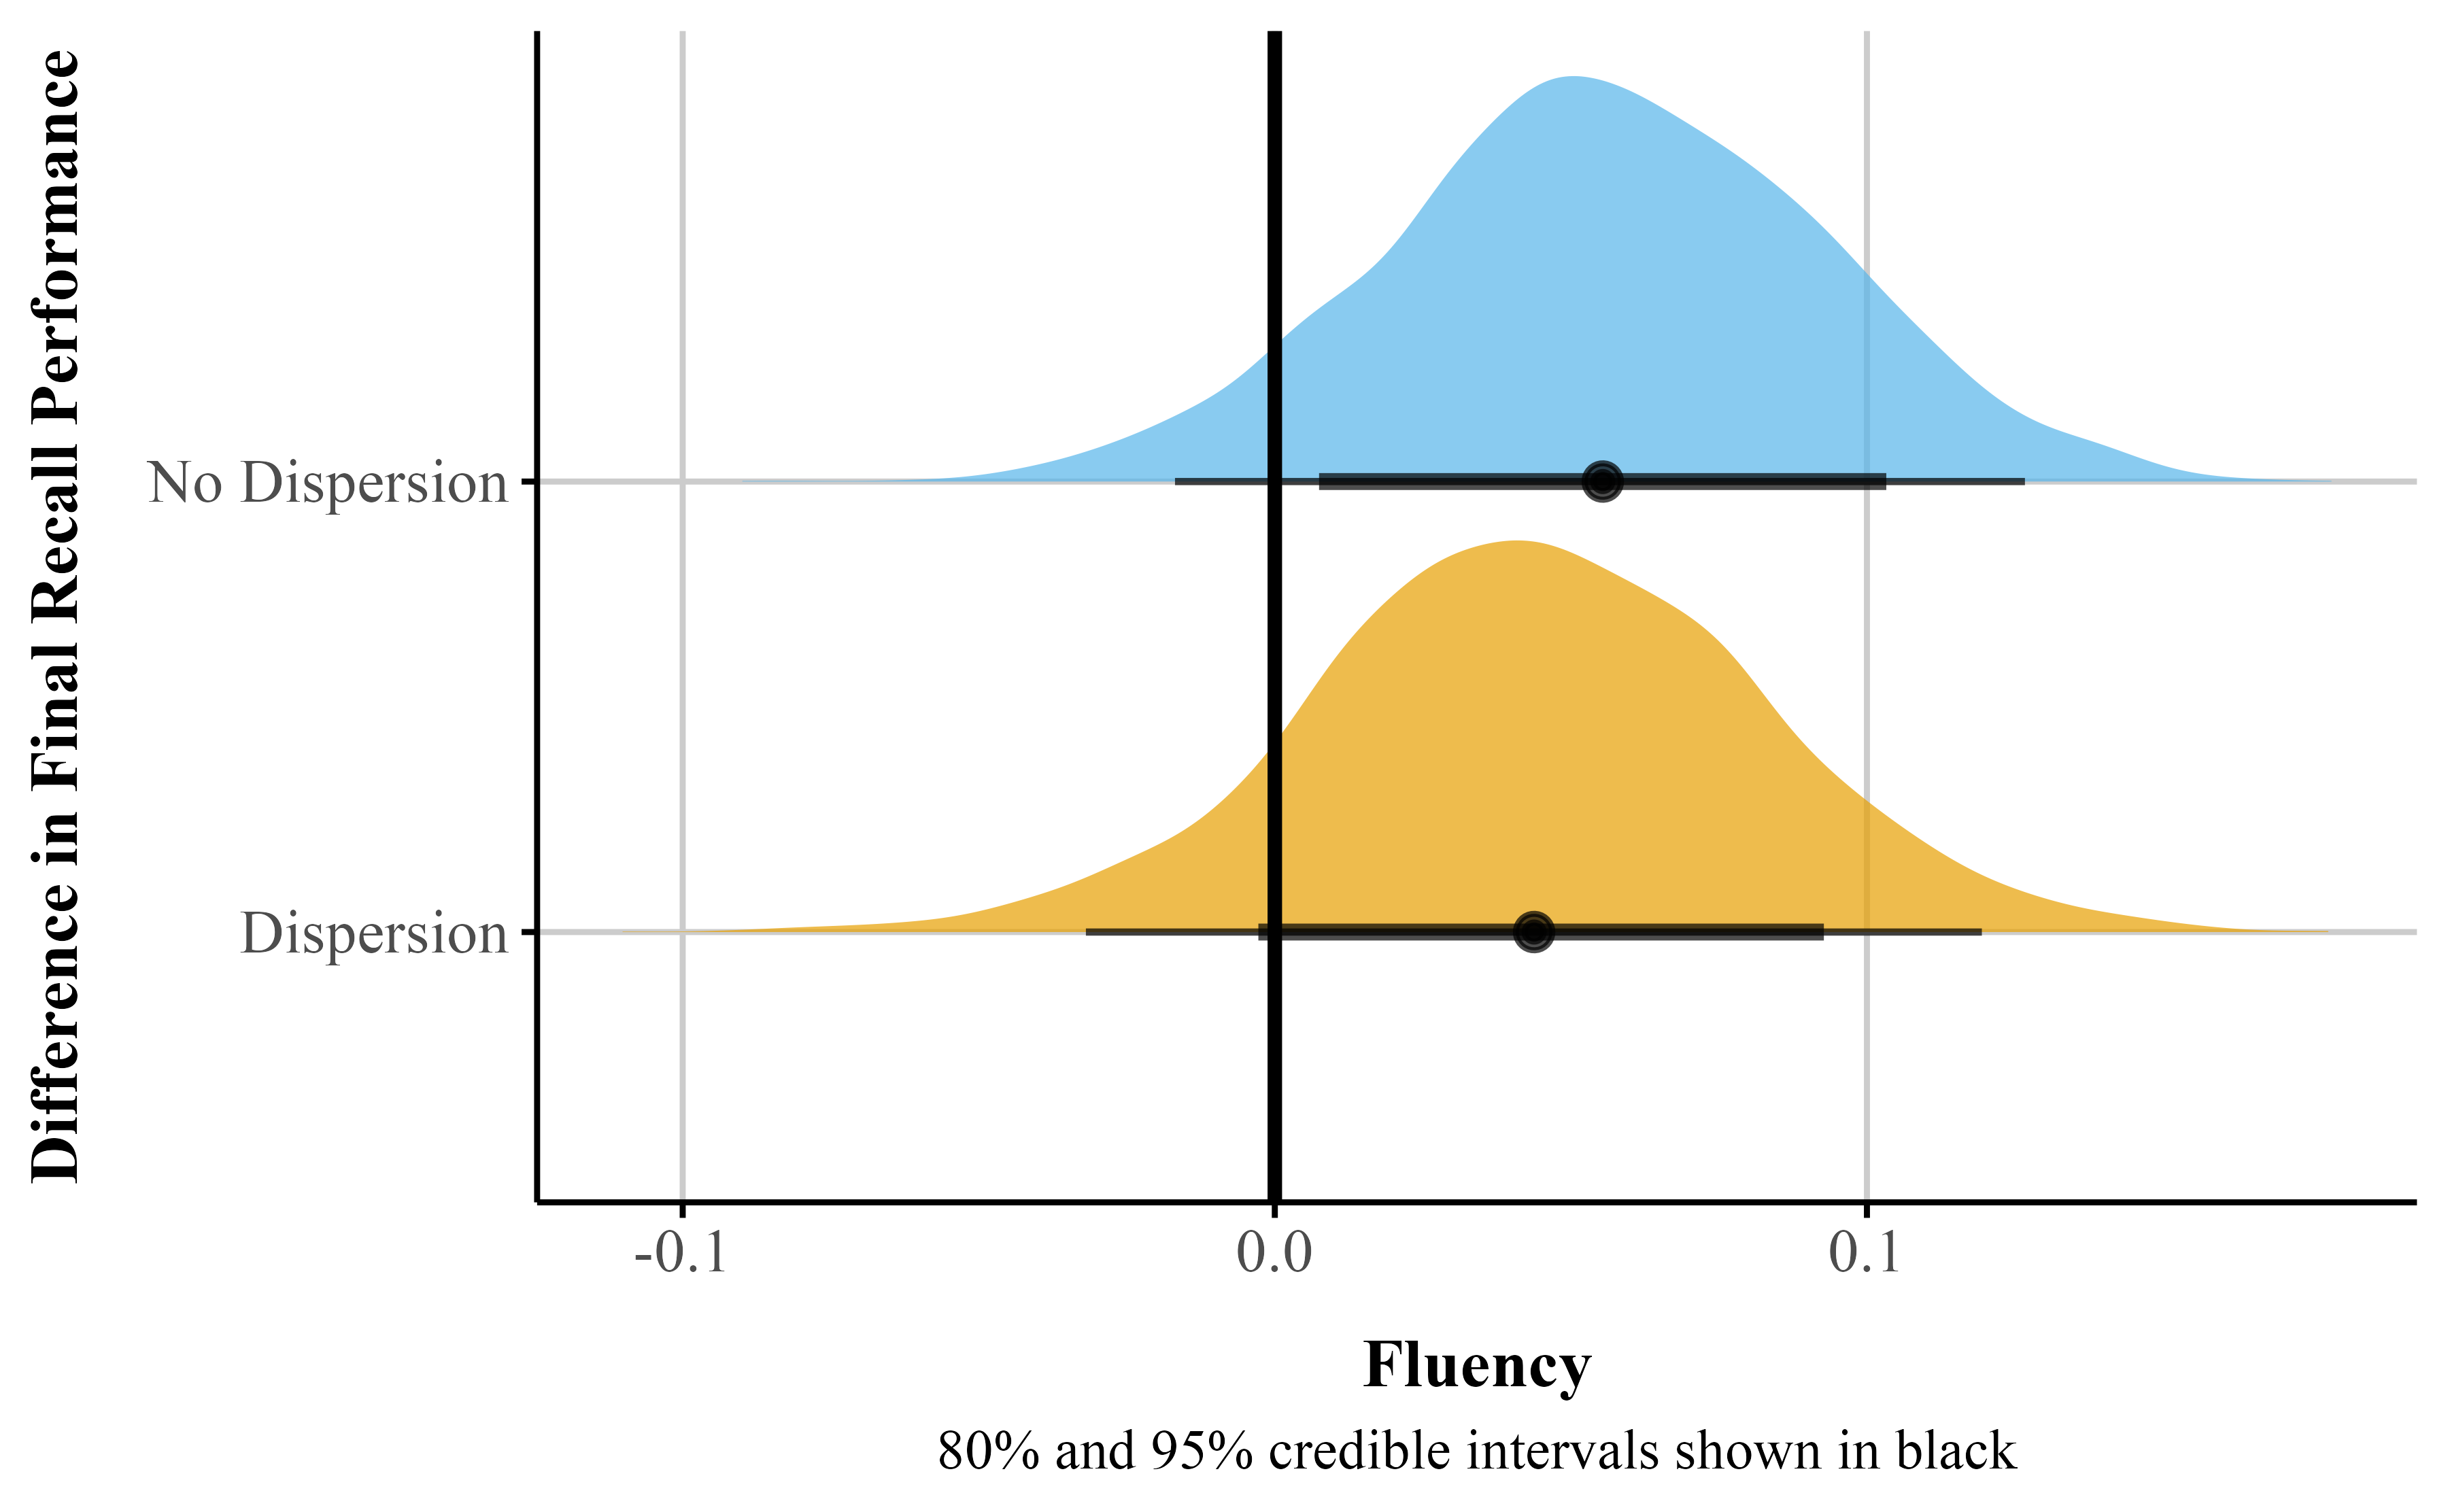 Difference in Final Recall Performance
No Dispersion
Dispersion
-0.1
0.0
0.1
Fluency
80% and 95% credible intervals shown in black